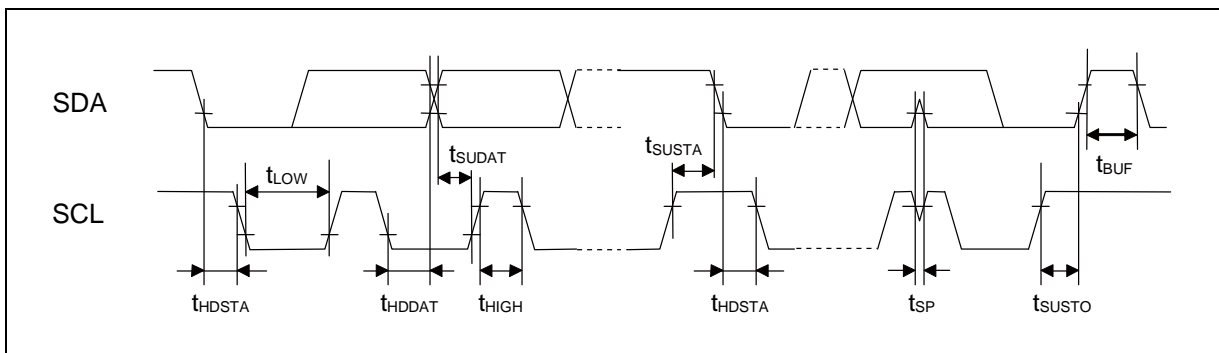 SDA
tSUDAT
tSUSTA
tLOW
tBUF
SCL
tHDSTA
tHDDAT
tHIGH
tHDSTA
tSP
tSUSTO